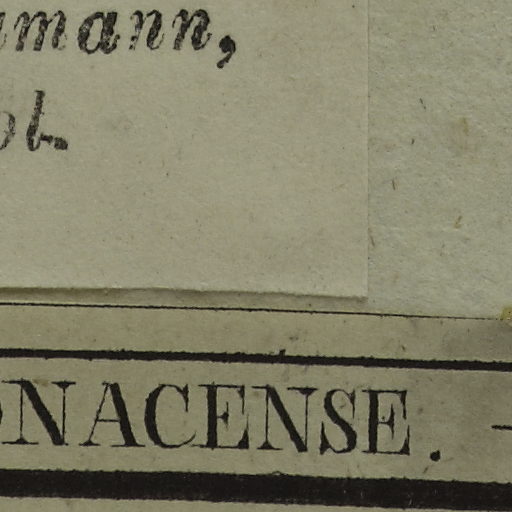 mann,
ONACENSE. –